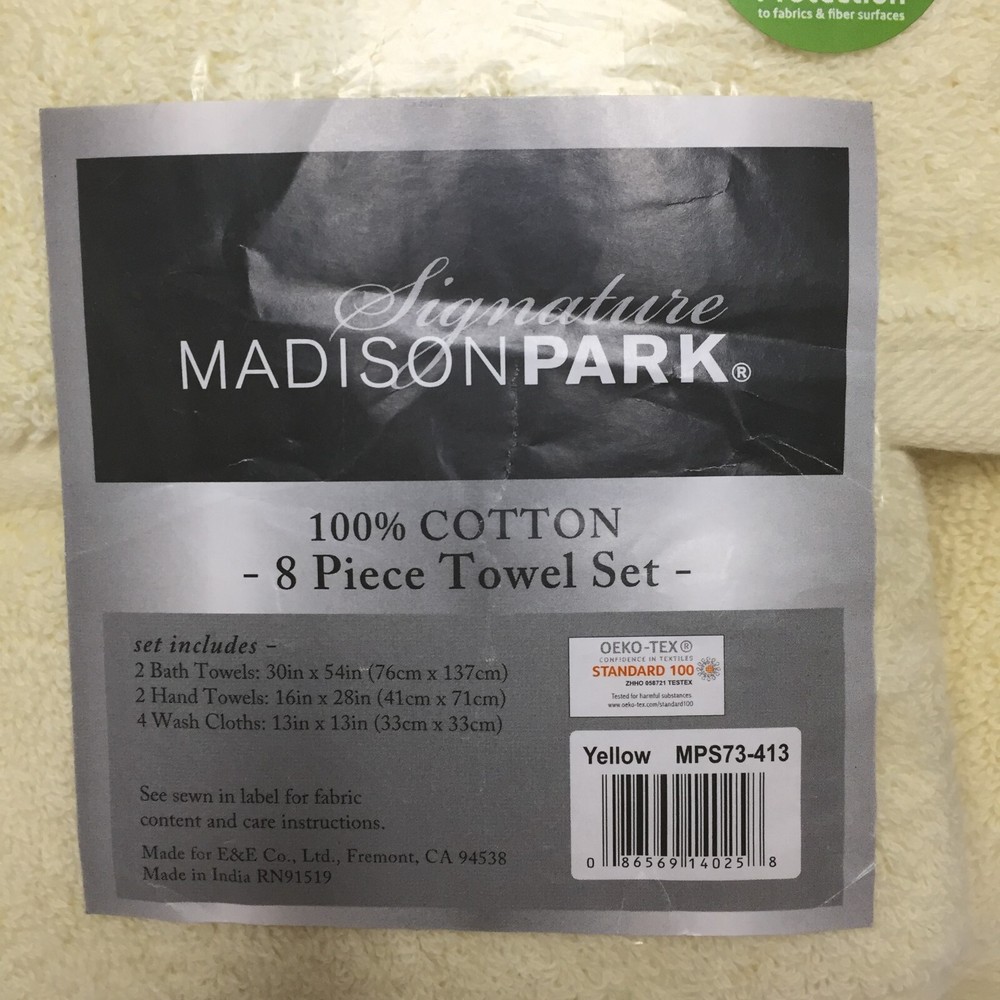 Protection
to fabrics & fiber surfaces
Signature
MADISONPARK®
100% COTTON
- 8 Piece Towel Set -
set includes -
2 Bath Towels: 30in x 54in (76cm x 137cm)
2 Hand Towels: 16in x 28in (41cm x 71cm)
4 Wash Cloths: 13in x 13in (33cm x 33cm)
OEKO-TEX®
CONFIDENCE IN TEXTILES
STANDARD 100
ZHHO 058721 TESTEX
Tested for harmful substances
www.oeko-tex.com/standard100
Yellow MPS73-413
0 86569 14025 8
See sewn in label for fabric
content and care instructions.
Made for E&E Co., Ltd., Fremont, CA 94538
Made in India RN91519